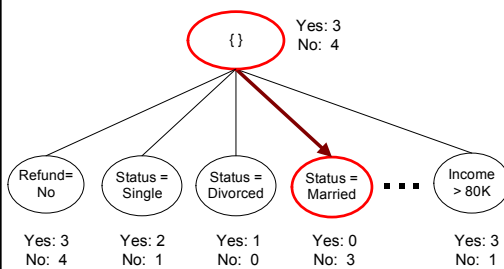 { }
Yes: 3
No: 4
Refund=
No
Status =
Single
Status =
Divorced
Status =
Married
Income
> 80K
Yes: 3
No: 4
Yes: 2
No: 1
Yes: 1
No: 0
Yes: 0
No: 3
Yes: 3
No: 1